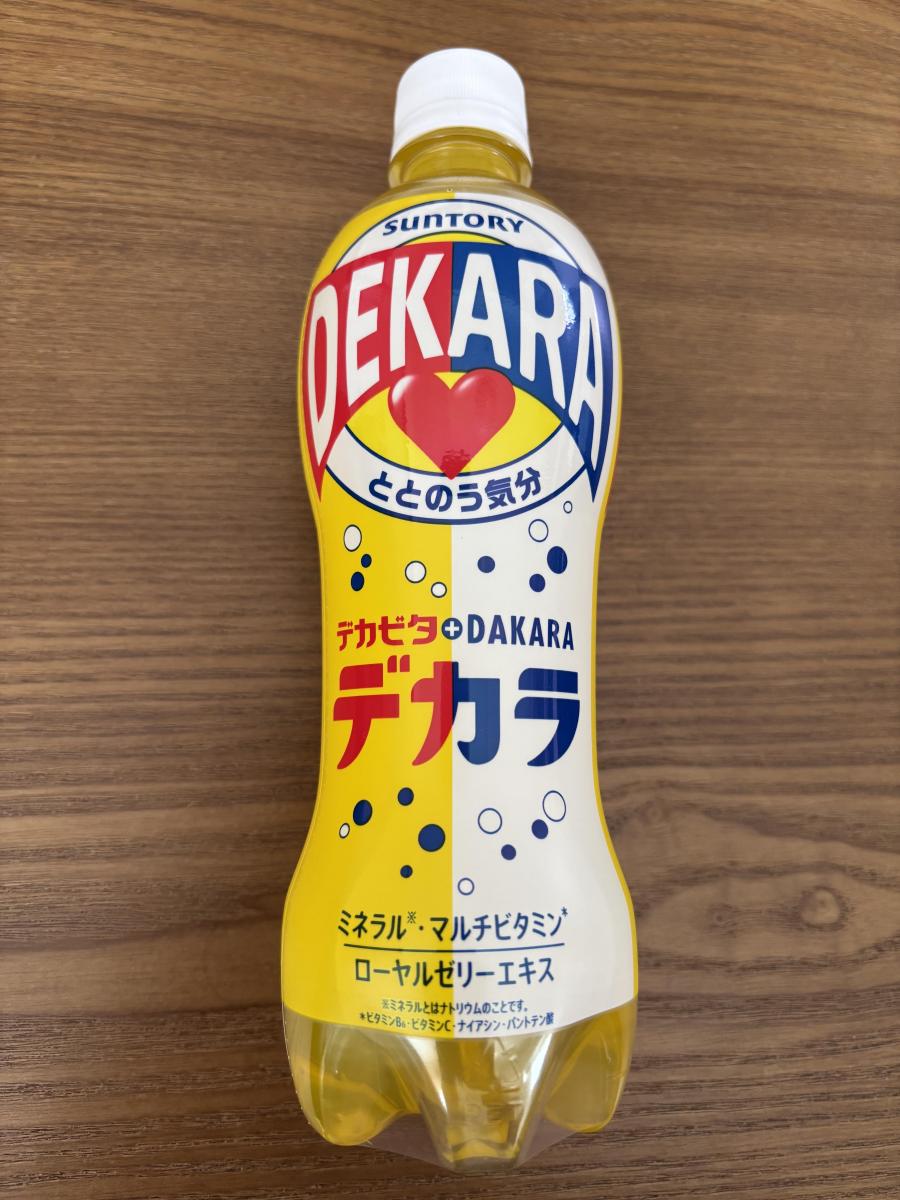 SUNTORY
DEKARA
ととのう気分
デカビタ+DAKARA
デカラ
ミネラル※・マルチビタミン*
ローヤルゼリーエキス
※ミネラルとはナトリウムのことです。
*ビタミンB6・ビタミンC・ナイアシン・パントテン酸